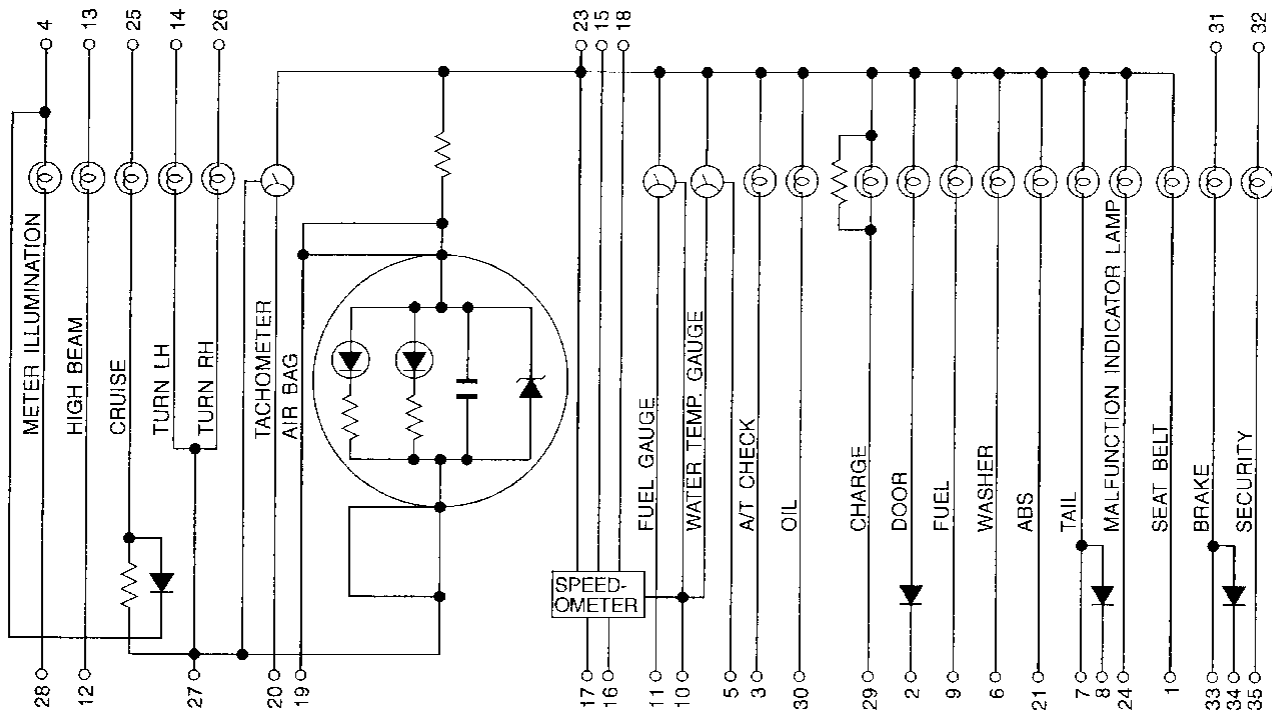 4
13
25
14
26
23
15
18
31
32
METER ILLUMINATION
HIGH BEAM
CRUISE
TURN LH
TURN RH
TACHOMETER
AIR BAG
FUEL GAUGE
WATER TEMP. GAUGE
A/T CHECK
OIL
CHARGE
DOOR
FUEL
WASHER
ABS
TAIL
MALFUNCTION INDICATOR LAMP
SEAT BELT
BRAKE
SECURITY
SPEED-
OMETER
28
12
27
20
19
17
16
11
10
5
3
30
29
2
9
6
21
7
8
24
1
33
34
35